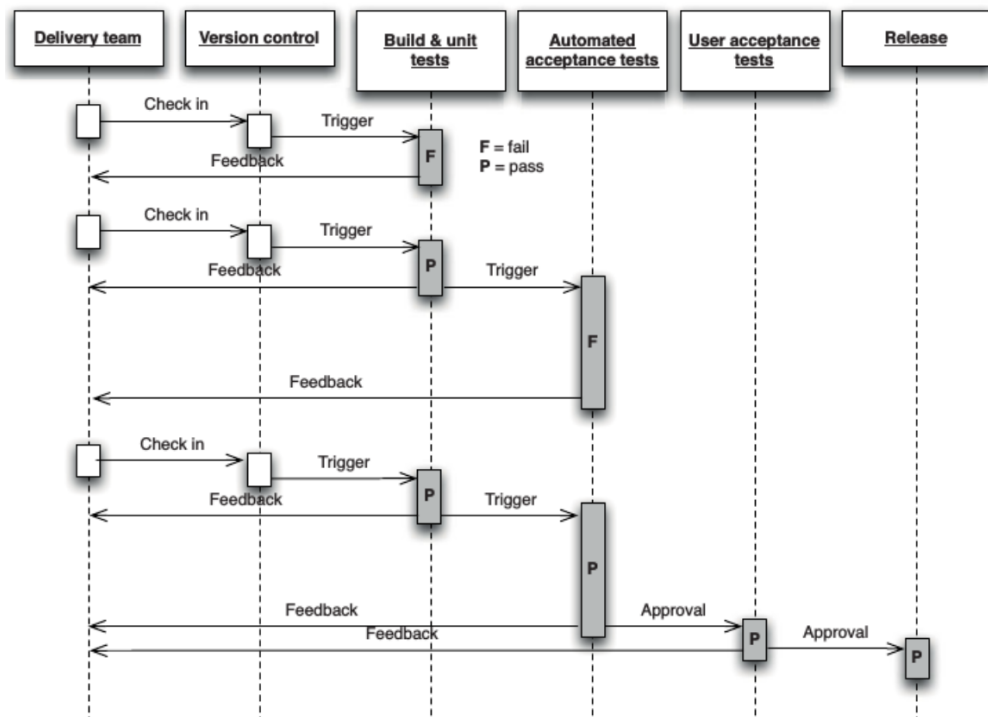 Delivery team
Version control
Build & unit
tests
Automated
acceptance tests
User acceptance
tests
Release
Check in
Trigger
F = fail
P = pass
F
Feedback
Check in
Trigger
P
Feedback
Trigger
F
Feedback
Check in
Trigger
P
Feedback
Trigger
P
Feedback
Approval
P
Feedback
Approval
P